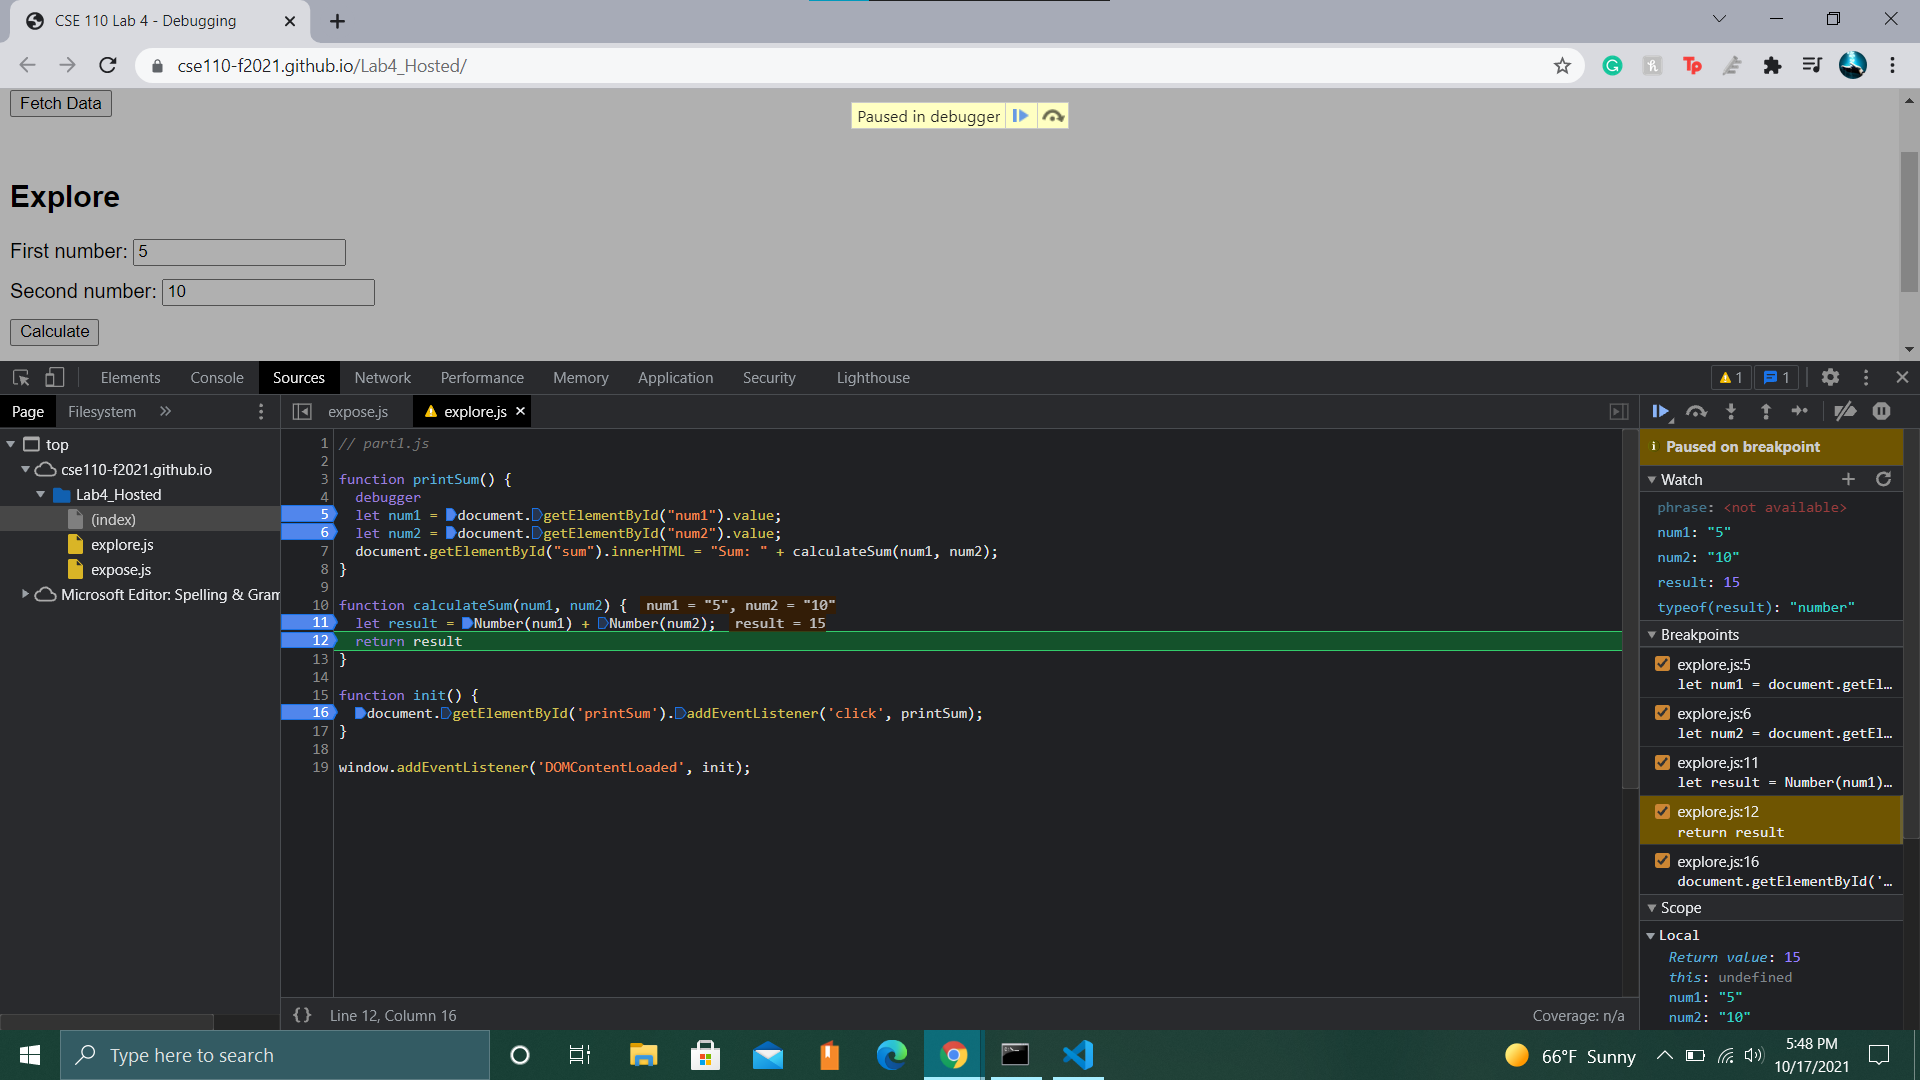 CSE 110 Lab 4 - Debugging
cse110-f2021.github.io/Lab4_Hosted/
Fetch Data
Paused in debugger
Explore
First number: 5
Second number: 10
Calculate
Elements Console Sources Network Performance Memory Application Security Lighthouse 1 1
Page Filesystem » expose.js explore.js
top
cse110-f2021.github.io
Lab4_Hosted
(index)
explore.js
expose.js
Microsoft Editor: Spelling & Gram
1 // part1.js
2
3 function printSum() {
4 debugger
5 let num1 = document.getElementById("num1").value;
6 let num2 = document.getElementById("num2").value;
7 document.getElementById("sum").innerHTML = "Sum: " + calculateSum(num1, num2);
8 }
9
10 function calculateSum(num1, num2) { num1 = "5", num2 = "10"
11 let result = Number(num1) + Number(num2); result = 15
12 return result
13 }
14
15 function init() {
16 document.getElementById('printSum').addEventListener('click', printSum);
17 }
18
19 window.addEventListener('DOMContentLoaded', init);
{} Line 12, Column 16
Coverage: n/a
Paused on breakpoint
Watch
phrase: <not available>
num1: "5"
num2: "10"
result: 15
typeof(result): "number"
Breakpoints
explore.js:5
let num1 = document.getEl…
explore.js:6
let num2 = document.getEl…
explore.js:11
let result = Number(num1)…
explore.js:12
return result
explore.js:16
document.getElementById('…
Scope
Local
Return value: 15
this: undefined
num1: "5"
num2: "10"
Type here to search
66°F Sunny
5:48 PM
10/17/2021